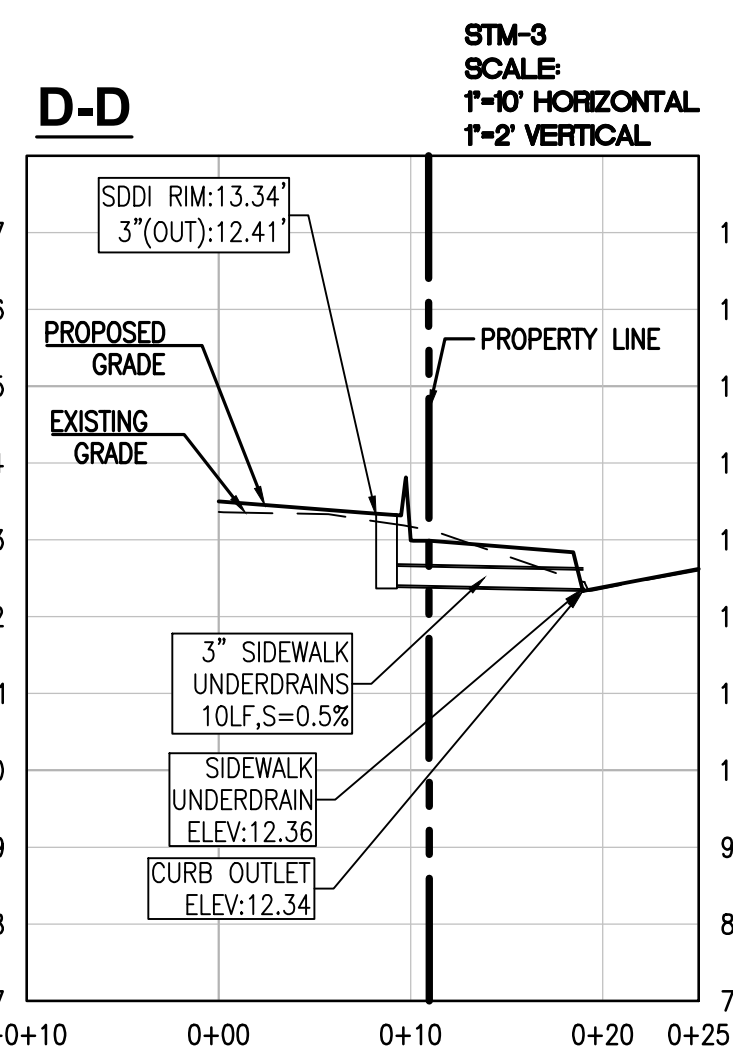 D-D
STM-3
SCALE:
1"=10' HORIZONTAL
1"=2' VERTICAL
SDDI RIM:13.34'
3"(OUT):12.41'
PROPOSED
GRADE
PROPERTY LINE
EXISTING
GRADE
3" SIDEWALK
UNDERDRAINS
10LF,S=0.5%
SIDEWALK
UNDERDRAIN
ELEV:12.36
CURB OUTLET
ELEV:12.34
9
8
7
0+10 0+00 0+10 0+20 0+25